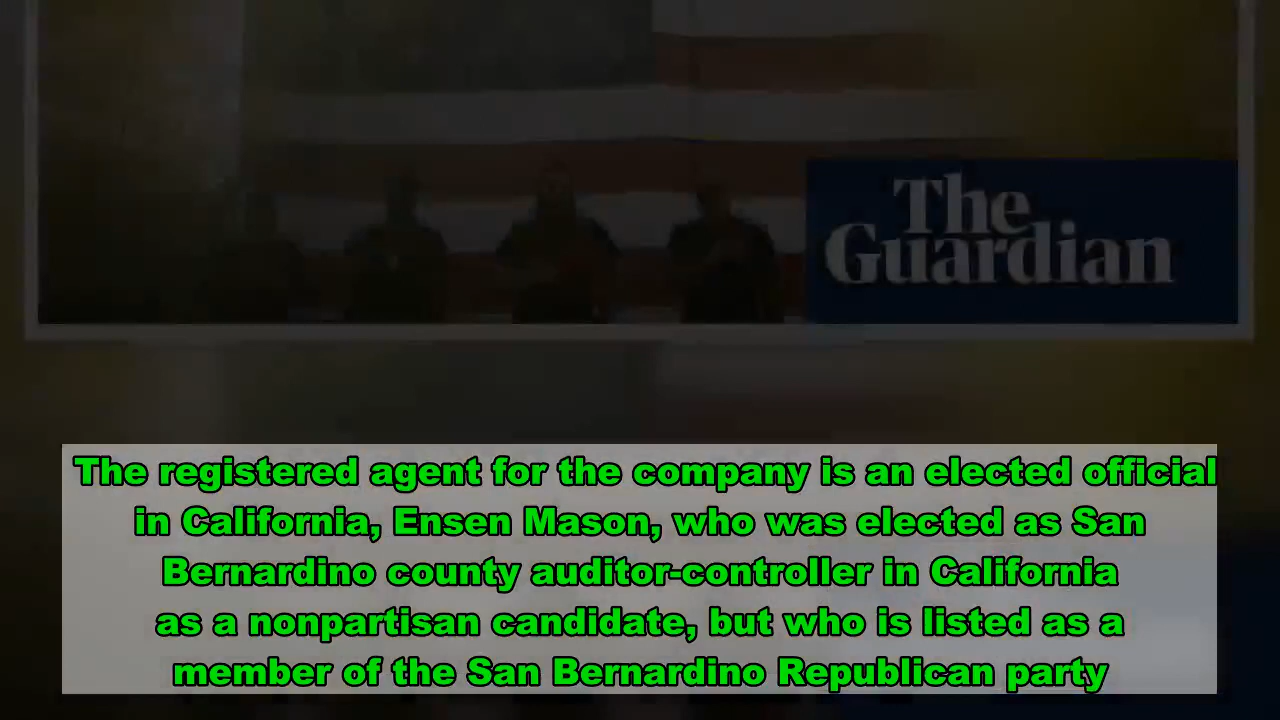 The
Guardian
The registered agent for the company is an elected official
in California, Ensen Mason, who was elected as San
Bernardino county auditor-controller in California
as a nonpartisan candidate, but who is listed as a
member of the San Bernardino Republican party